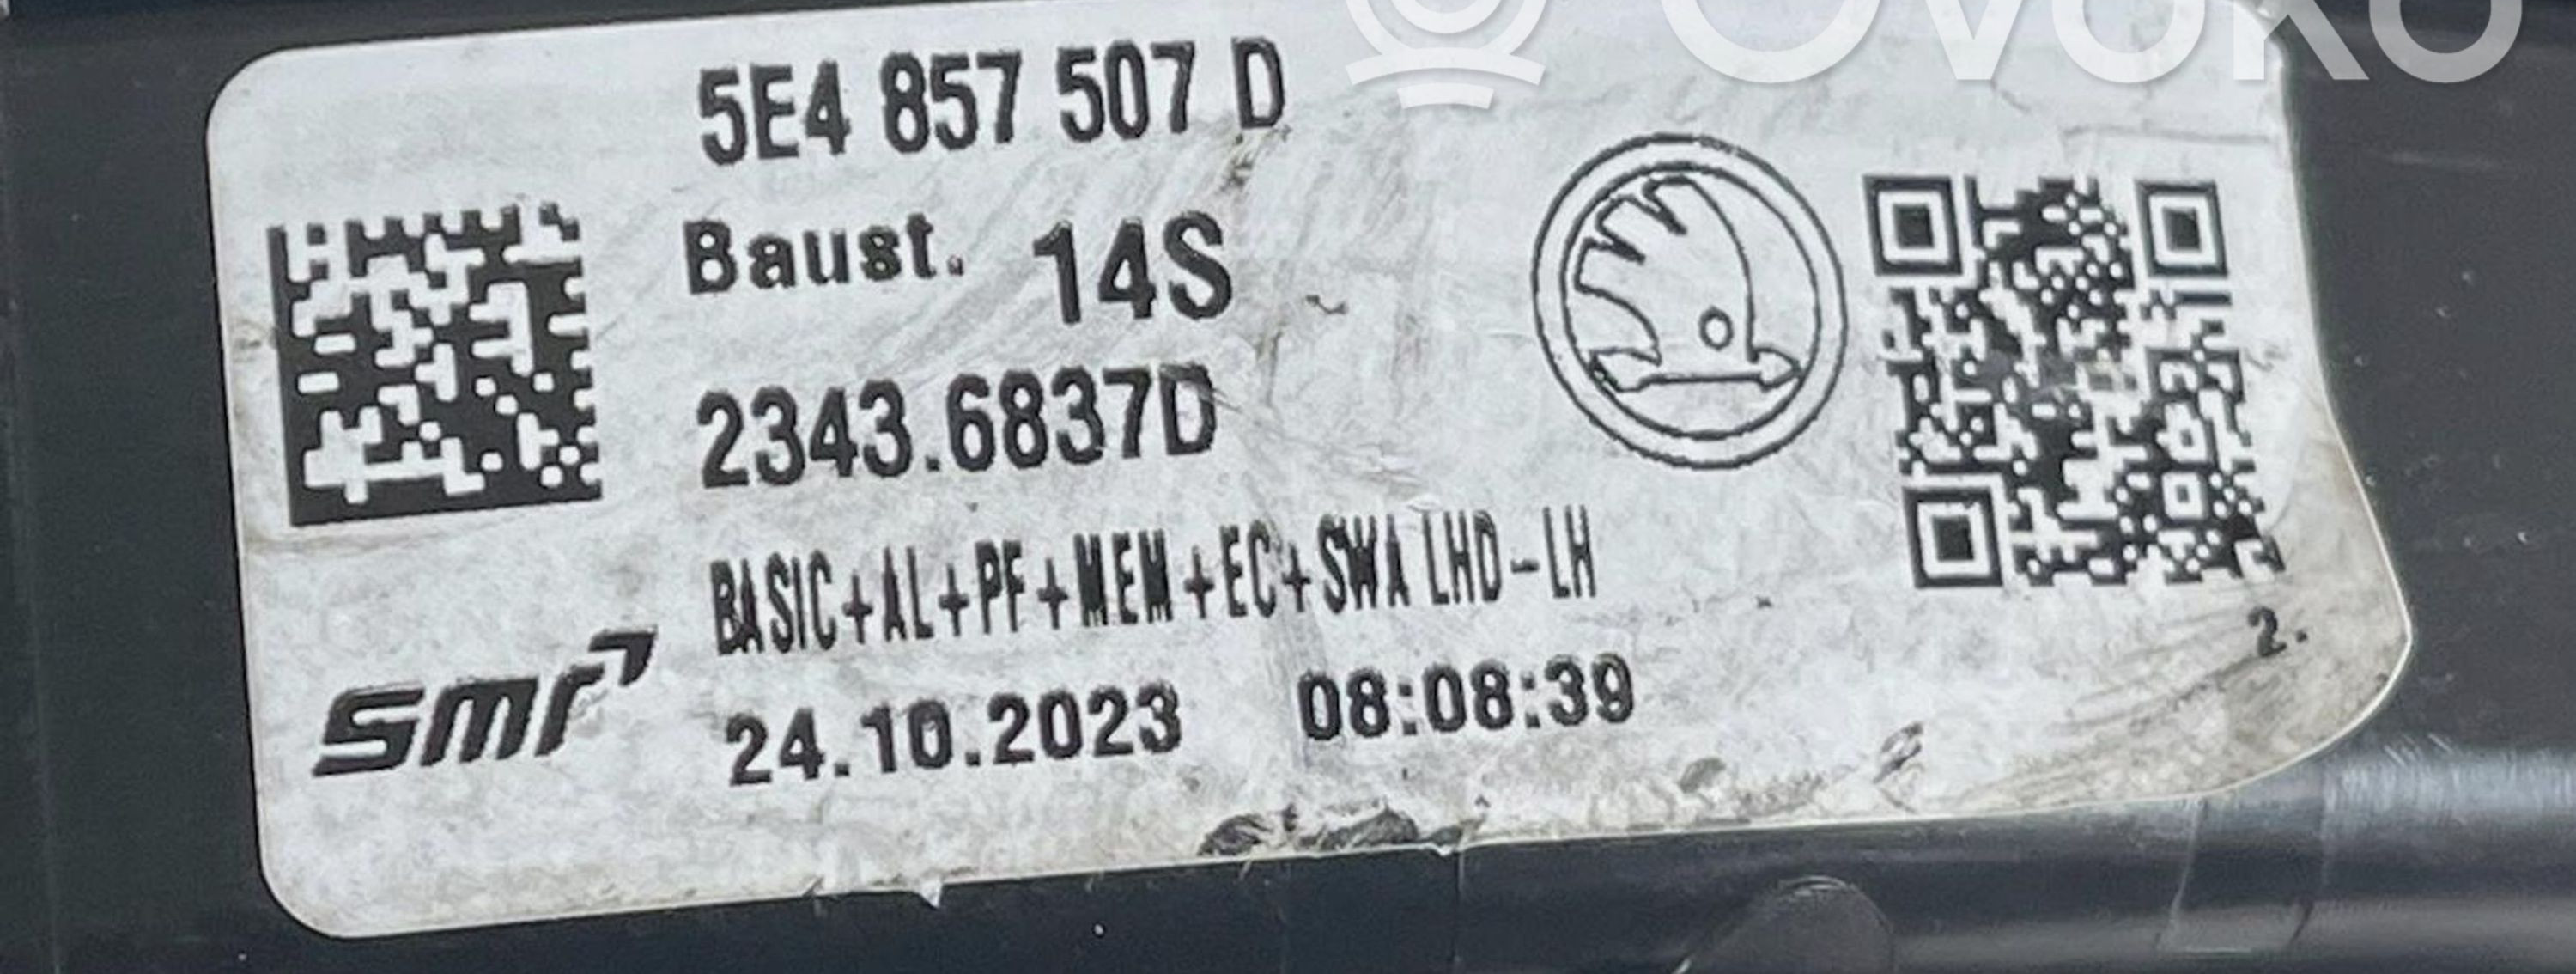 OVOKO
5E4 857 507 D
Baust. 14S
2343.6837D
BASIC+AL+PF+MEM+EC+SWA LHD-LH
2.
smr
24.10.2023 08:08:39